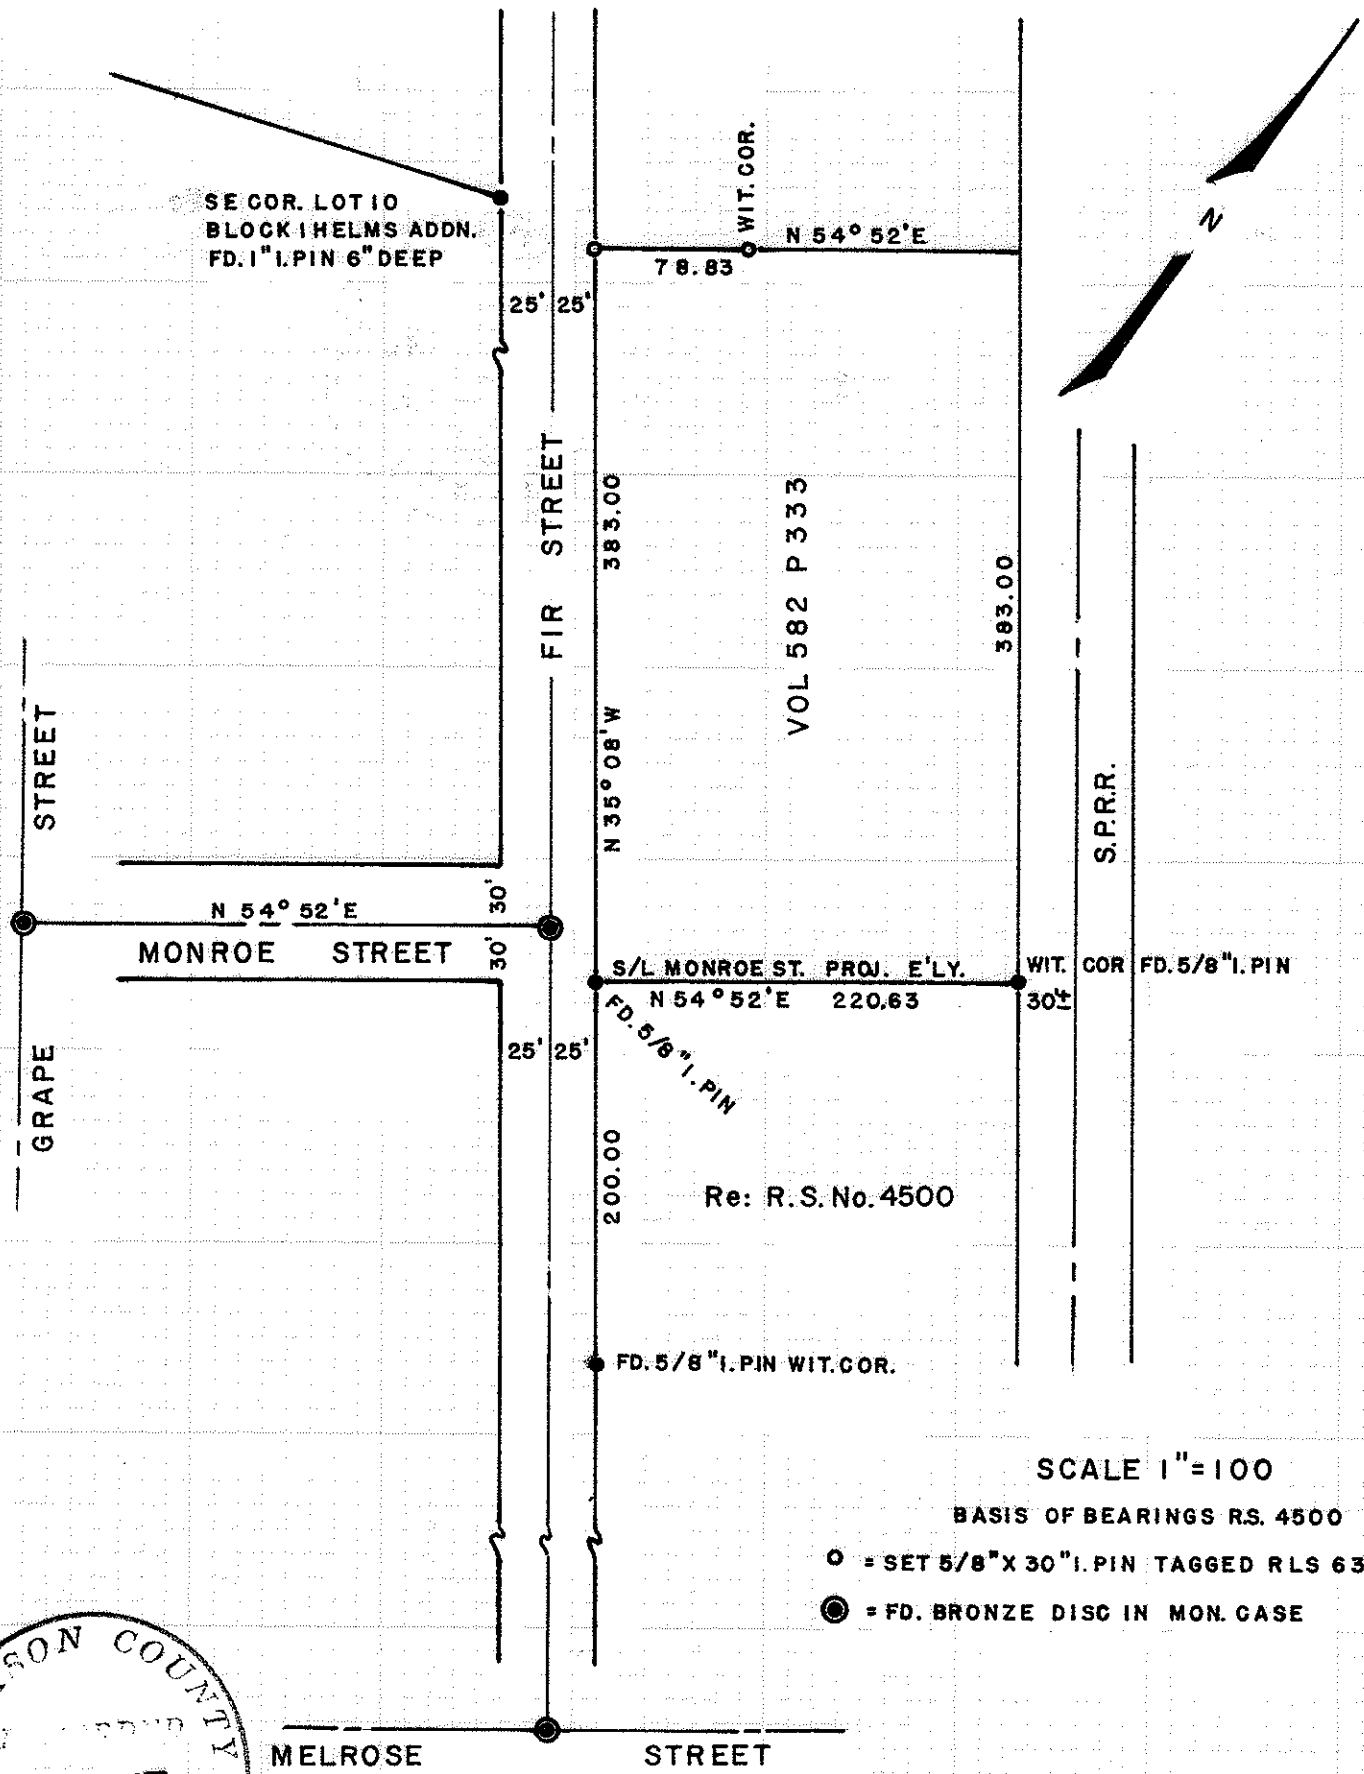 SE COR. LOT 10
BLOCK 1 HELMS ADDN.
FD. 1" I.PIN 6" DEEP
WIT. COR.
N 54° 52' E
78.83
N
25' 25'
FIR STREET
383.00
VOL 582 P 333
383.00
N 35° 08' W
S.P.R.R.
GRAPE STREET
N 54° 52' E
MONROE STREET
30'
30'
S/L MONROE ST. PROJ. E'LY.
N 54° 52' E 220.63
WIT. COR FD. 5/8" I. PIN
30±
FD. 5/8" I. PIN
25' 25'
200.00
Re: R.S. No. 4500
FD. 5/8" I. PIN WIT. COR.
SCALE 1"=100
BASIS OF BEARINGS RS. 4500
= SET 5/8" X 30" I. PIN TAGGED RLS 63
= FD. BRONZE DISC IN MON. CASE
SON COUNTY
MELROSE STREET